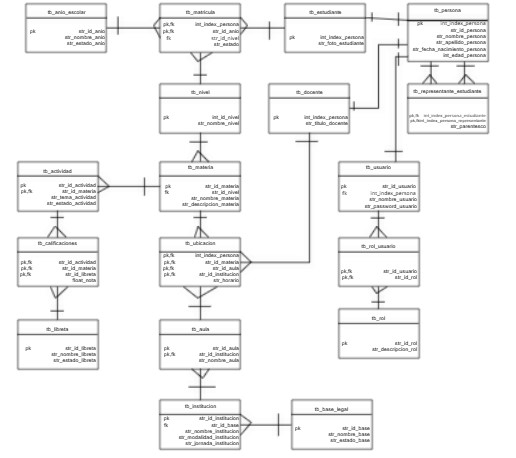 tb_anio_escolar
pk
str_id_anio
str_nombre_anio
str_estado_anio
tb_matricula
pk,fk int_index_persona
pk,fk str_id_anio
fk str_id_nivel
str_estado
tb_estudiante
pk int_index_persona
str_foto_estudiante
tb_persona
pk int_index_persona
str_id_persona
str_nombre_persona
str_apellido_persona
str_fecha_nacimiento_persona
int_edad_persona
tb_nivel
pk int_id_nivel
str_nombre_nivel
tb_docente
pk int_index_persona
str_titulo_docente
tb_representante_estudiante
pk,fk int_index_persona_estudiante
pk,fk int_index_persona_representante
str_parentesco
tb_actividad
pk str_id_actividad
pk,fk str_id_materia
str_tema_actividad
str_estado_actividad
tb_materia
pk str_id_materia
fk str_id_nivel
str_nombre_materia
str_descripcion_materia
tb_usuario
pk str_id_usuario
fk int_index_persona
str_nombre_usuario
str_password_usuario
tb_calificaciones
pk,fk str_id_actividad
pk,fk str_id_materia
pk,fk str_id_libreta
float_nota
tb_ubicacion
pk,fk int_index_persona
pk,fk str_id_materia
pk,fk str_id_aula
pk,fk str_id_institucion
str_horario
tb_rol_usuario
pk,fk str_id_usuario
pk,fk str_id_rol
tb_libreta
pk str_id_libreta
str_nombre_libreta
str_estado_libreta
tb_aula
pk str_id_aula
pk,fk str_id_institucion
str_nombre_aula
tb_rol
pk str_id_rol
str_descripcion_rol
tb_institucion
pk str_id_institucion
fk str_id_base
str_nombre_institucion
str_modalidad_institucion
str_jornada_institucion
tb_base_legal
pk str_id_base
str_nombre_base
str_estado_base